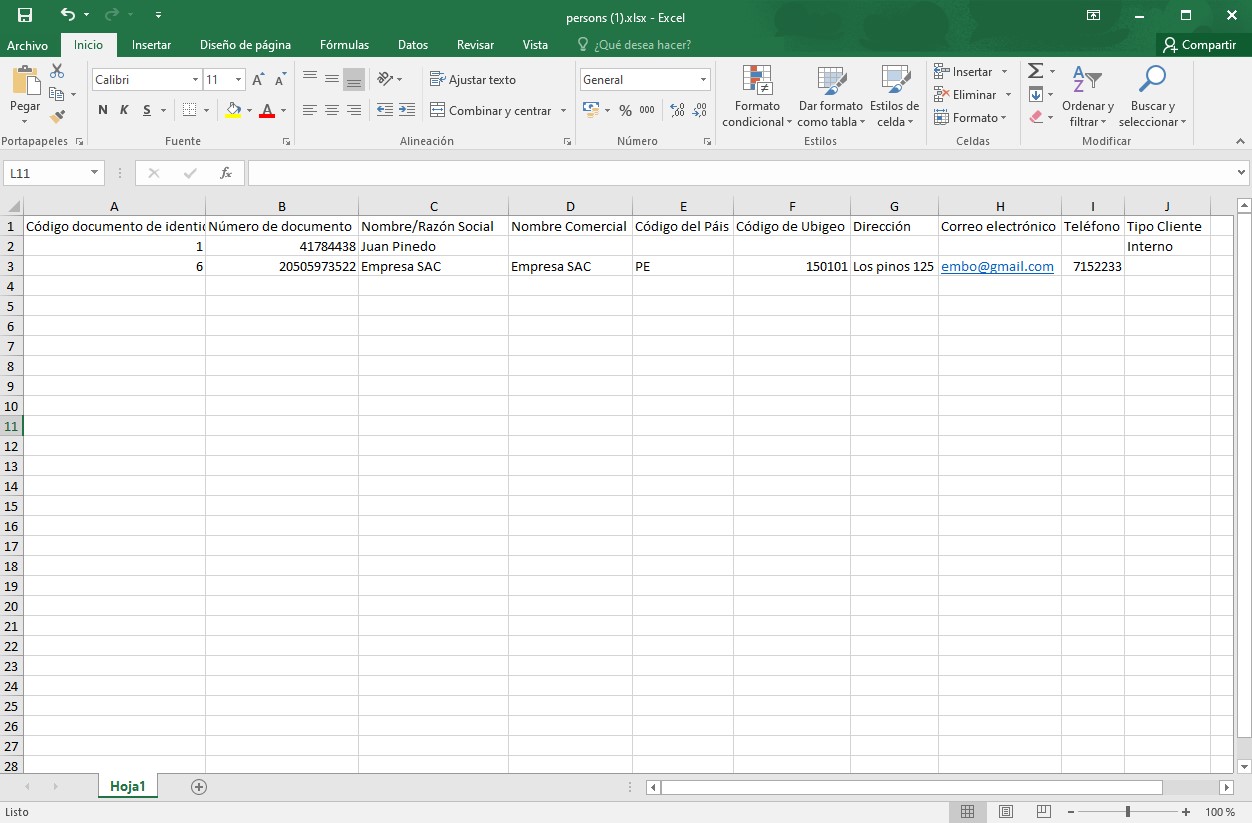 persons (1).xlsx - Excel
Archivo Inicio Insertar Diseño de página Fórmulas Datos Revisar Vista ¿Qué desea hacer? Compartir
Pegar
Calibri 11
N K S
A A
Ajustar texto
Combinar y centrar
General
% 000
Formato condicional
Dar formato como tabla
Estilos de celda
Insertar
Eliminar
Formato
Ordenar y filtrar
Buscar y seleccionar
Portapapeles Fuente Alineación Número Estilos Celdas Modificar
L11 fx
A B C D E F G H I J
1 Código documento de identi Número de documento Nombre/Razón Social Nombre Comercial Código del Páis Código de Ubigeo Dirección Correo electrónico Teléfono Tipo Cliente
2 1 41784438 Juan Pinedo Interno
3 6 20505973522 Empresa SAC Empresa SAC PE 150101 Los pinos 125 embo@gmail.com 7152233
4
5
6
7
8
9
10
11
12
13
14
15
16
17
18
19
20
21
22
23
24
25
26
27
28
Hoja1
Listo 100 %